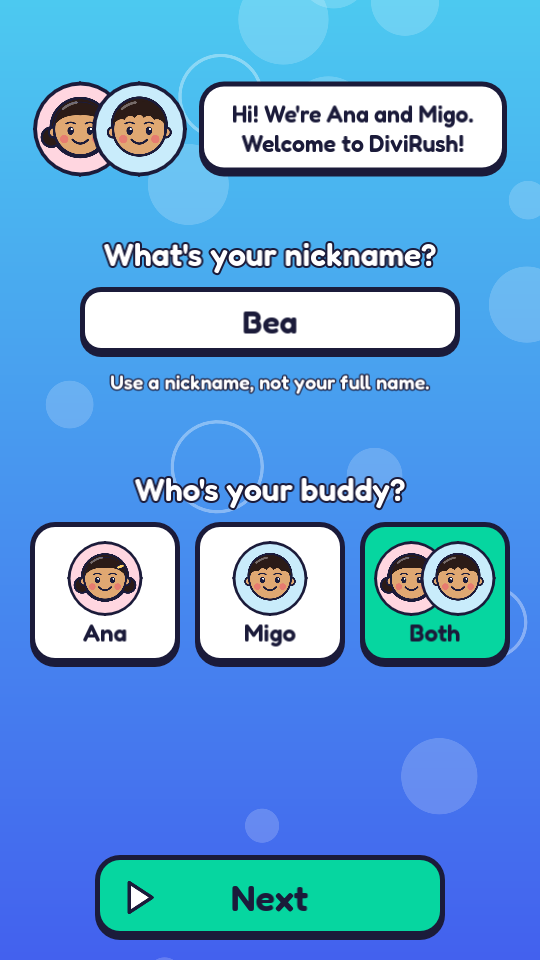 Hi! We're Ana and Migo.
Welcome to DiviRush!
What's your nickname?
Bea
Use a nickname, not your full name.
Who's your buddy?
Ana
Migo
Both
Next